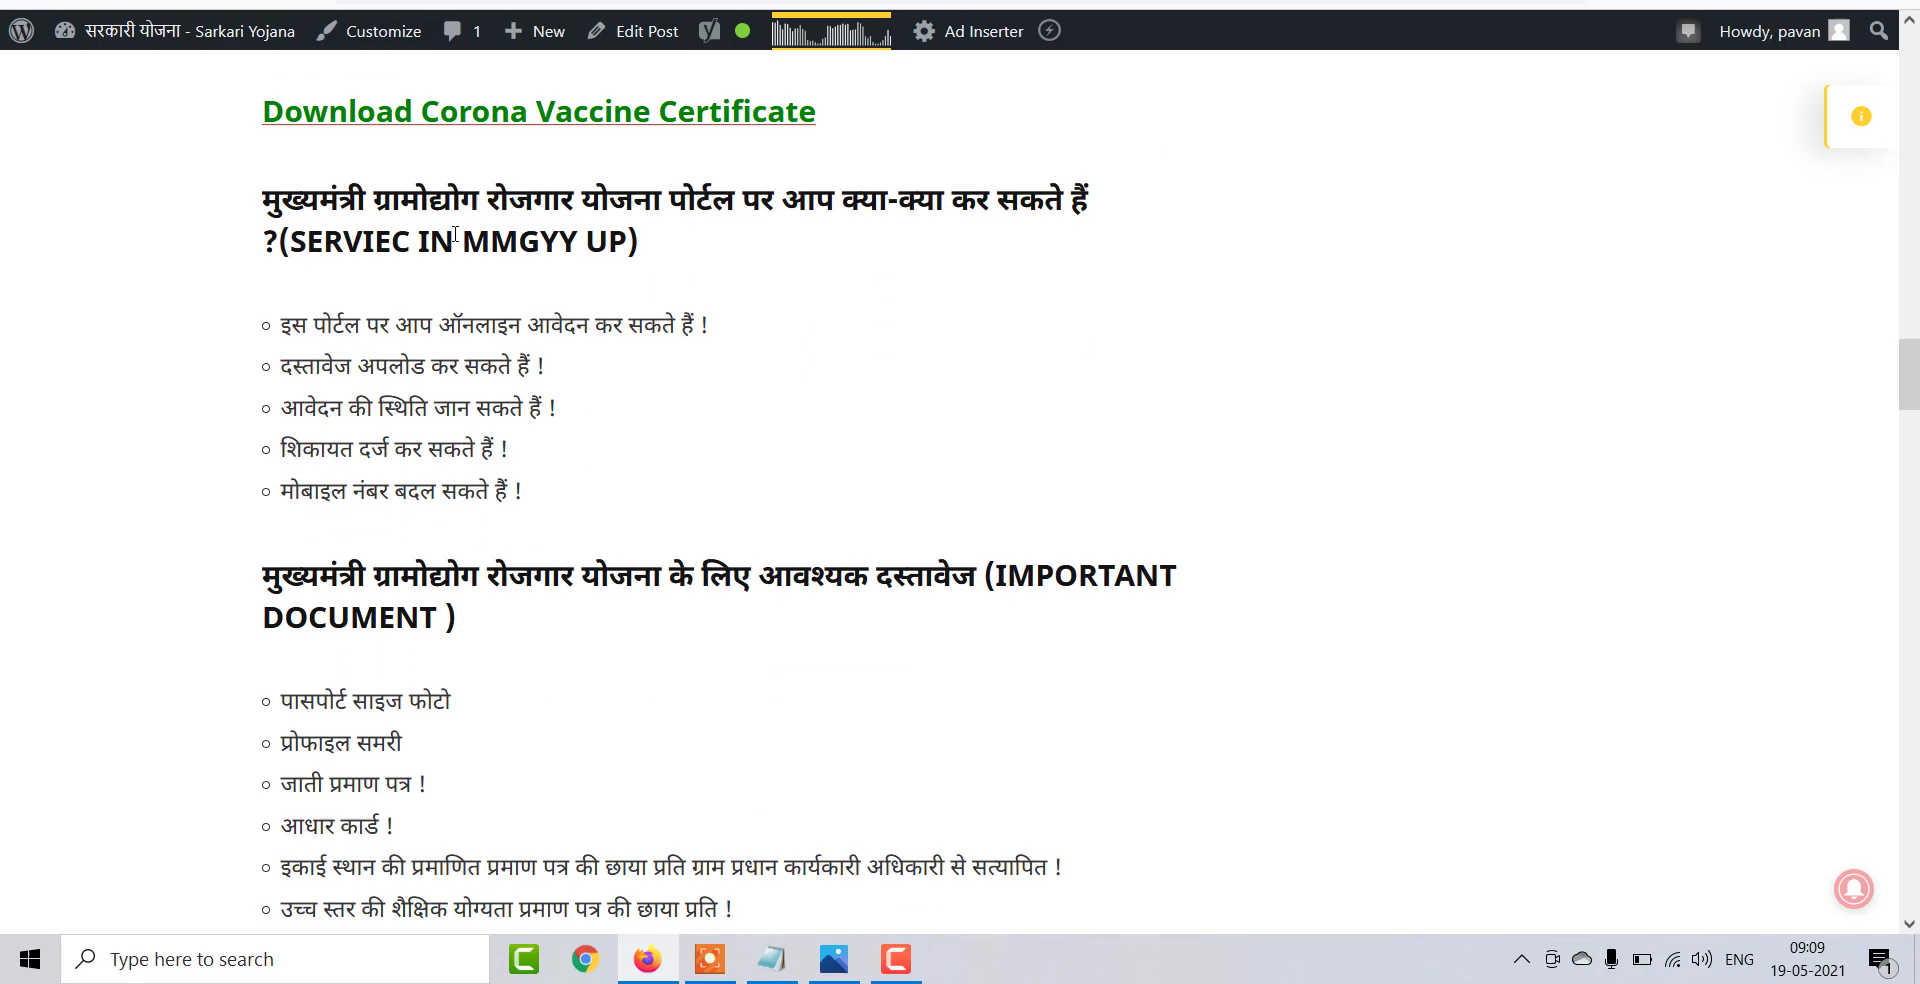 सरकारी योजना - Sarkari Yojana Customize 1 New Edit Post Ad Inserter Howdy, pavan
Download Corona Vaccine Certificate
मुख्यमंत्री ग्रामोद्योग रोजगार योजना पोर्टल पर आप क्या-क्या कर सकते हैं
?(SERVIEC IN MMGYY UP)
इस पोर्टल पर आप ऑनलाइन आवेदन कर सकते हैं !
दस्तावेज अपलोड कर सकते हैं !
आवेदन की स्थिति जान सकते हैं !
शिकायत दर्ज कर सकते हैं !
मोबाइल नंबर बदल सकते हैं !
मुख्यमंत्री ग्रामोद्योग रोजगार योजना के लिए आवश्यक दस्तावेज (IMPORTANT
DOCUMENT )
पासपोर्ट साइज फोटो
प्रोफाइल समरी
जाती प्रमाण पत्र !
आधार कार्ड !
इकाई स्थान की प्रमाणित प्रमाण पत्र की छाया प्रति ग्राम प्रधान कार्यकारी अधिकारी से सत्यापित !
उच्च स्तर की शैक्षिक योग्यता प्रमाण पत्र की छाया प्रति !
Type here to search ENG 09:09
19-05-2021 1